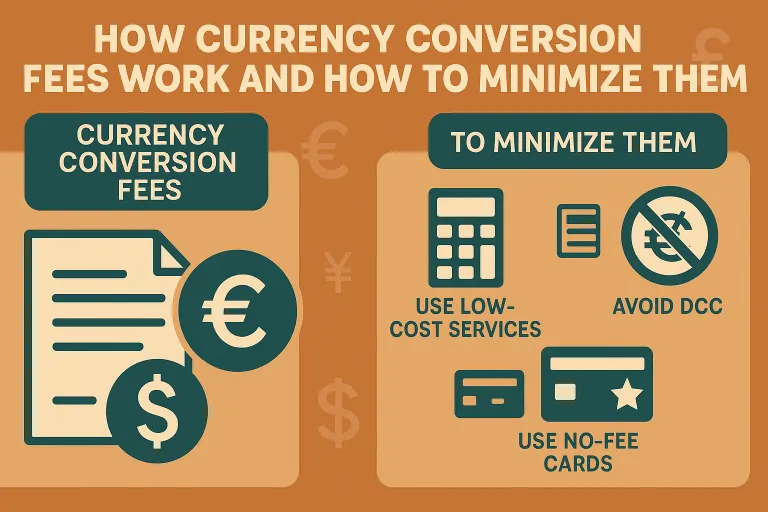 HOW CURRENCY CONVERSION
FEES WORK AND HOW TO MINIMIZE THEM
CURRENCY
CONVERSION
FEES
€
$
TO MINIMIZE THEM
USE LOW-
COST SERVICES
AVOID DCC
USE NO-FEE
CARDS
£
€
¥
$